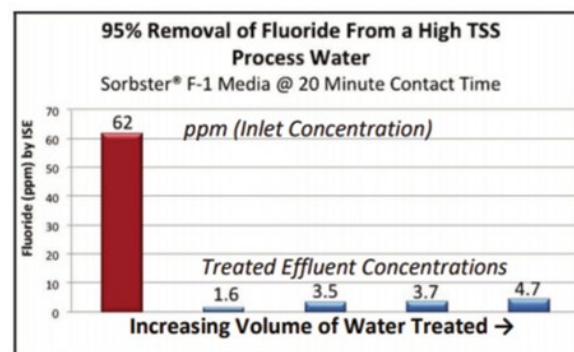 95% Removal of Fluoride From a High TSS
Process Water
Sorbster® F-1 Media @ 20 Minute Contact Time
Fluoride (ppm) by ISE
70
60
50
40
30
20
10
0
62
ppm (Inlet Concentration)
Treated Effluent Concentrations
1.6
3.5
3.7
4.7
Increasing Volume of Water Treated →